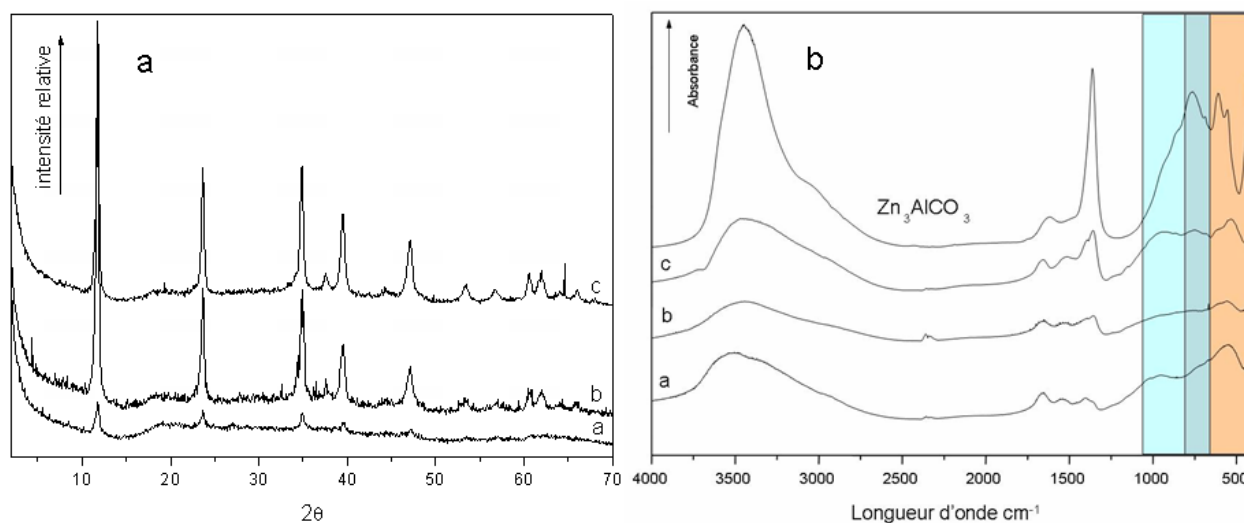 a
intensité relative
c
b
a
10
20
30
40
50
60
70
2θ
b
Absorbance
Zn₃AlCO₃
c
b
a
4000
3500
3000
2500
2000
1500
1000
500
Longueur d'onde cm⁻¹